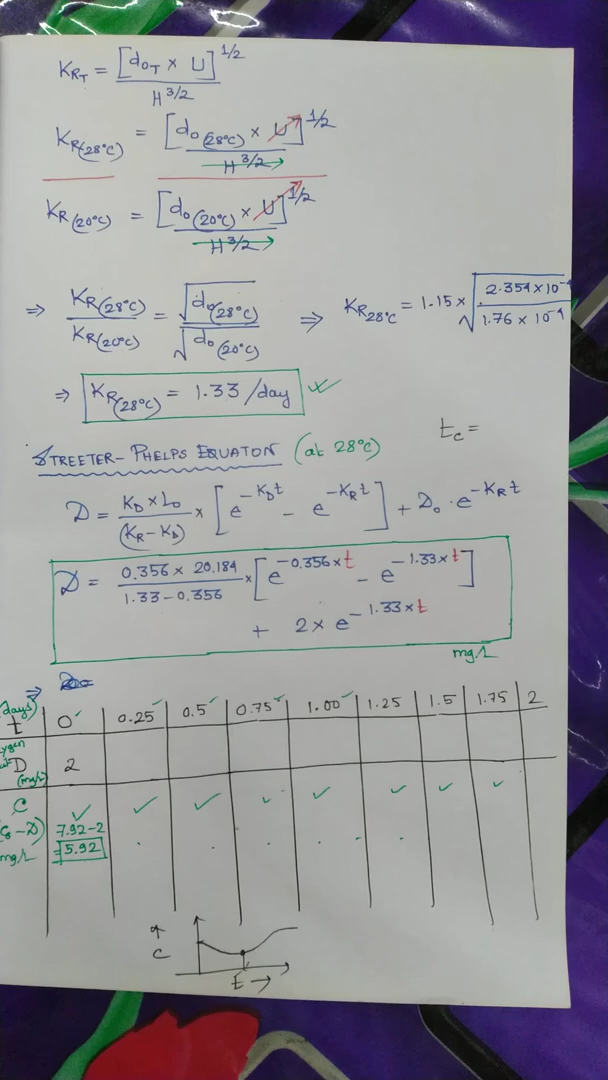 K_RT = [d_OT × U]^1/2 / H^3/2
K_R(28°C) = [d_o(28°C) × U]^1/2 / H^3/2
K_R(20°C) = [d_o(20°C) × U]^1/2 / H^3/2
⇒ K_R(28°C) / K_R(20°C) = √d_o(28°C) / √d_o(20°C) ⇒ K_R28°C = 1.15 × √(2.354 × 10^-4 / 1.76 × 10^-4)
⇒ K_R(28°C) = 1.33 /day ✓
t_c =
STREETER-PHELPS EQUATON (at 28°C)
D = K_D × L_o / (K_R - K_D) × [e^-K_D t - e^-K_R t] + D_o · e^-K_R t
D = 0.356 × 20.184 / 1.33 - 0.356 × [e^-0.356×t - e^-1.33×t]
+ 2 × e^-1.33×t
mg/L
⇒
days)
t 0 ✓ 0.25 ✓ 0.5 ✓ 0.75 ✓ 1.00 ✓ 1.25 1.5 1.75 2
ygen
D 2
(mg/L)
C ✓ ✓ ✓ ✓ ✓ ✓ ✓ ✓
-D) 7.92-2
mg/L =5.92
↑
C
t →